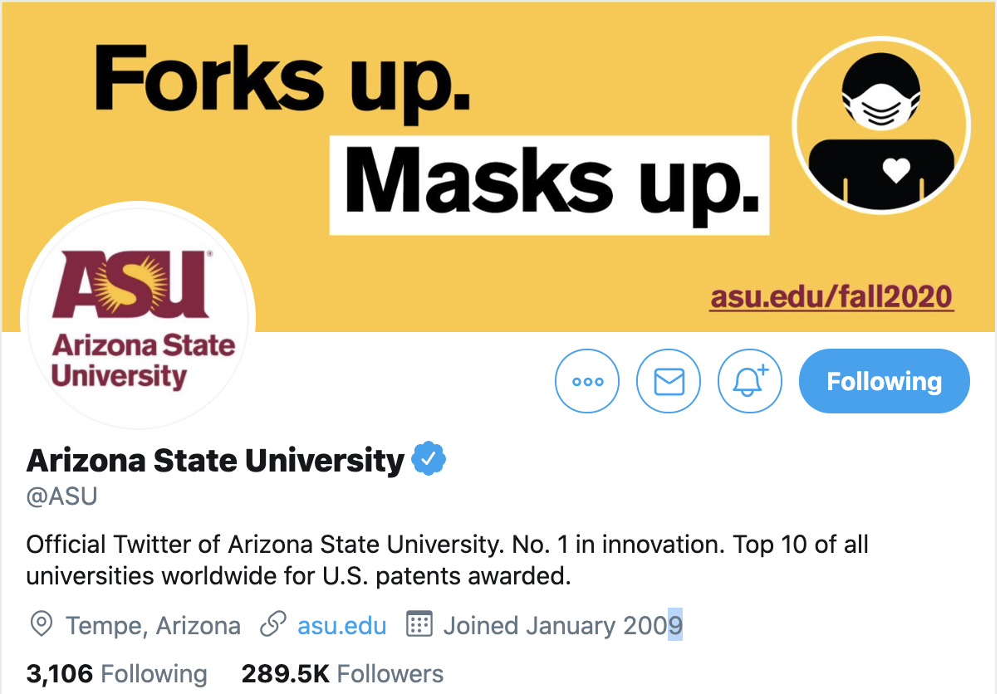 Forks up.
Masks up.
asu.edu/fall2020
ASU®
Arizona State
University
Following
Arizona State University
@ASU
Official Twitter of Arizona State University. No. 1 in innovation. Top 10 of all
universities worldwide for U.S. patents awarded.
Tempe, Arizona asu.edu Joined January 2009
3,106 Following 289.5K Followers